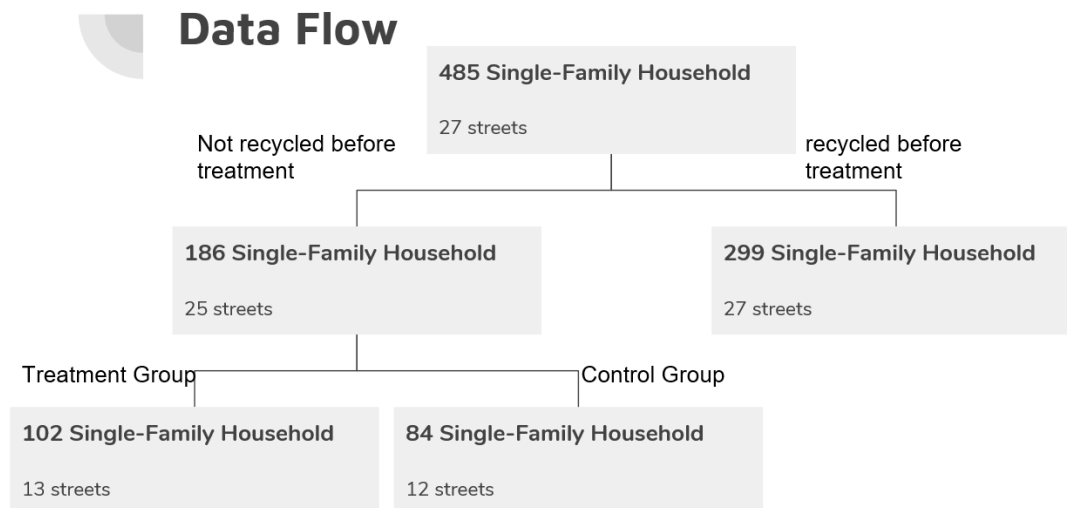 Data Flow
485 Single-Family Household
27 streets
Not recycled before
treatment
recycled before
treatment
186 Single-Family Household
25 streets
299 Single-Family Household
27 streets
Treatment Group
Control Group
102 Single-Family Household
13 streets
84 Single-Family Household
12 streets